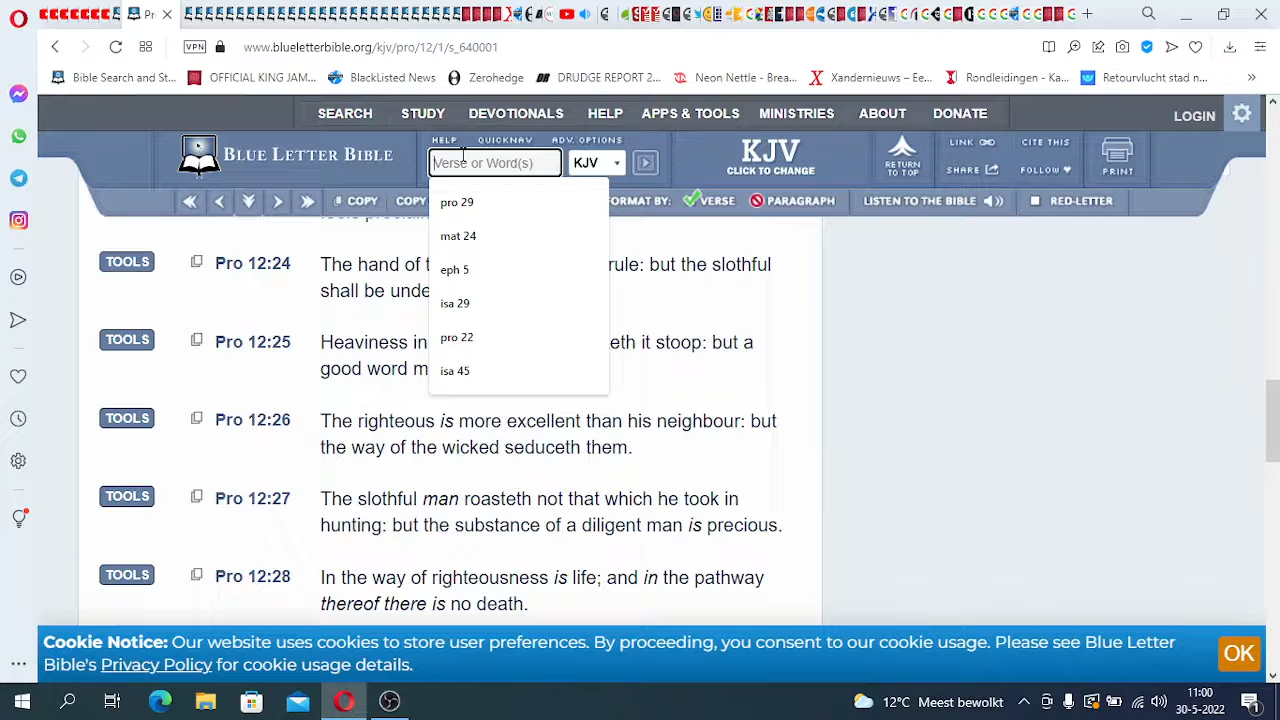 Pr
VPN
www.blueletterbible.org/kjv/pro/12/1/s_640001
Bible Search and St...
OFFICIAL KING JAM...
BlackListed News
Zerohedge
DRUDGE REPORT 2...
Neon Nettle - Brea...
Xandernieuws – Ee...
Rondleidingen - Ka...
Retourvlucht stad n...
»
SEARCH STUDY DEVOTIONALS HELP APPS & TOOLS MINISTRIES ABOUT DONATE
LOGIN
BLUE LETTER BIBLE
HELP QUICKNAV ADV. OPTIONS
Verse or Word(s)
KJV
KJV
CLICK TO CHANGE
RETURN
TO TOP
LINK
CITE THIS
SHARE
FOLLOW
PRINT
COPY
COPY
FORMAT BY:
VERSE
PARAGRAPH
LISTEN TO THE BIBLE
RED-LETTER
pro 29
mat 24
eph 5
isa 29
pro 22
isa 45
TOOLS Pro 12:24 The hand of t rule: but the slothful
shall be unde
TOOLS Pro 12:25 Heaviness in eth it stoop: but a
good word m
TOOLS Pro 12:26 The righteous is more excellent than his neighbour: but
the way of the wicked seduceth them.
TOOLS Pro 12:27 The slothful man roasteth not that which he took in
hunting: but the substance of a diligent man is precious.
TOOLS Pro 12:28 In the way of righteousness is life; and in the pathway
thereof there is no death.
Cookie Notice: Our website uses cookies to store user preferences. By proceeding, you consent to our cookie usage. Please see Blue Letter
Bible's Privacy Policy for cookie usage details.
OK
12°C Meest bewolkt
11:00
30-5-2022